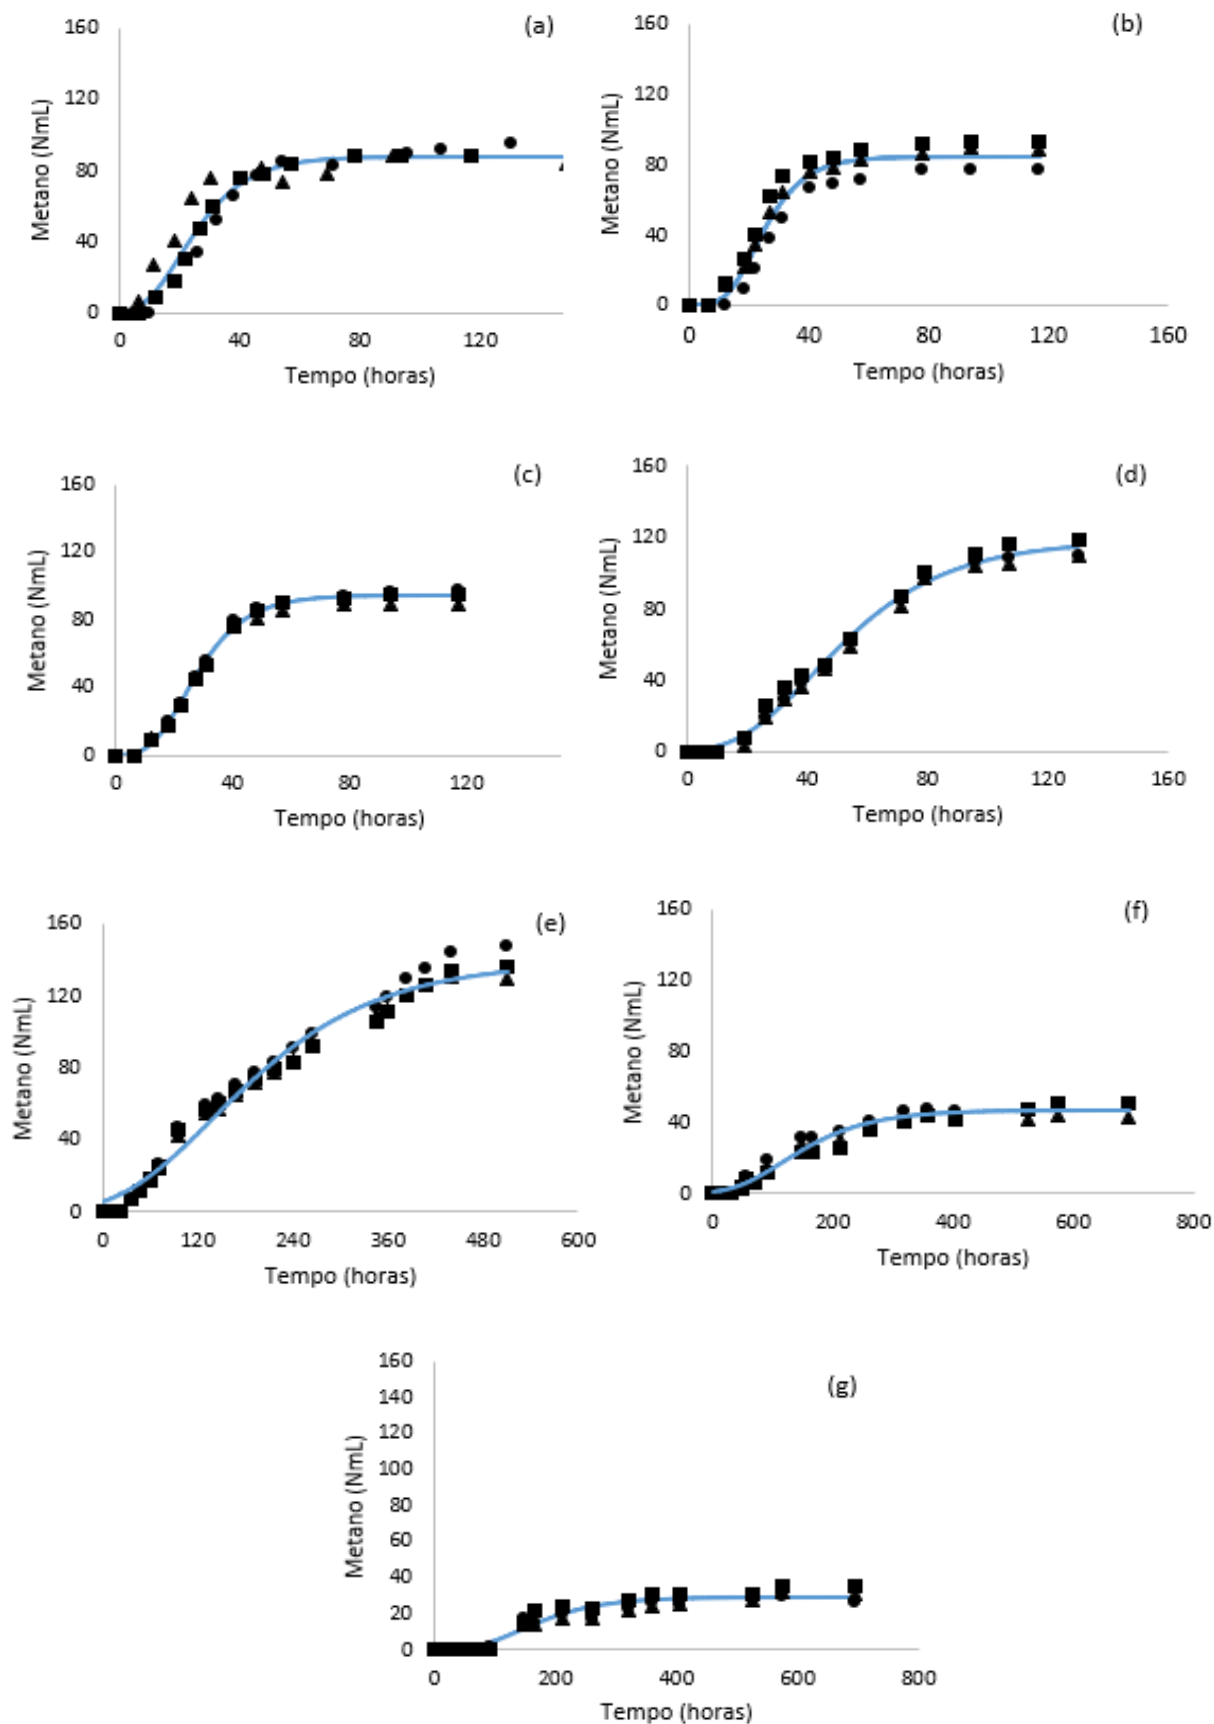 (a)
160
120
80
40
0
Metano (NmL)
0 40 80 120
Tempo (horas)
(b)
160
120
80
40
0
Metano (NmL)
0 40 80 120 160
Tempo (horas)
(c)
160
120
80
40
0
Metano (NmL)
0 40 80 120
Tempo (horas)
(d)
160
120
80
40
0
Metano (NmL)
0 40 80 120 160
Tempo (horas)
(e)
160
120
80
40
0
Metano (NmL)
0 120 240 360 480 600
Tempo (horas)
(f)
160
120
80
40
0
Metano (NmL)
0 200 400 600 800
Tempo (horas)
(g)
160
140
120
100
80
60
40
20
0
Metano (NmL)
0 200 400 600 800
Tempo (horas)